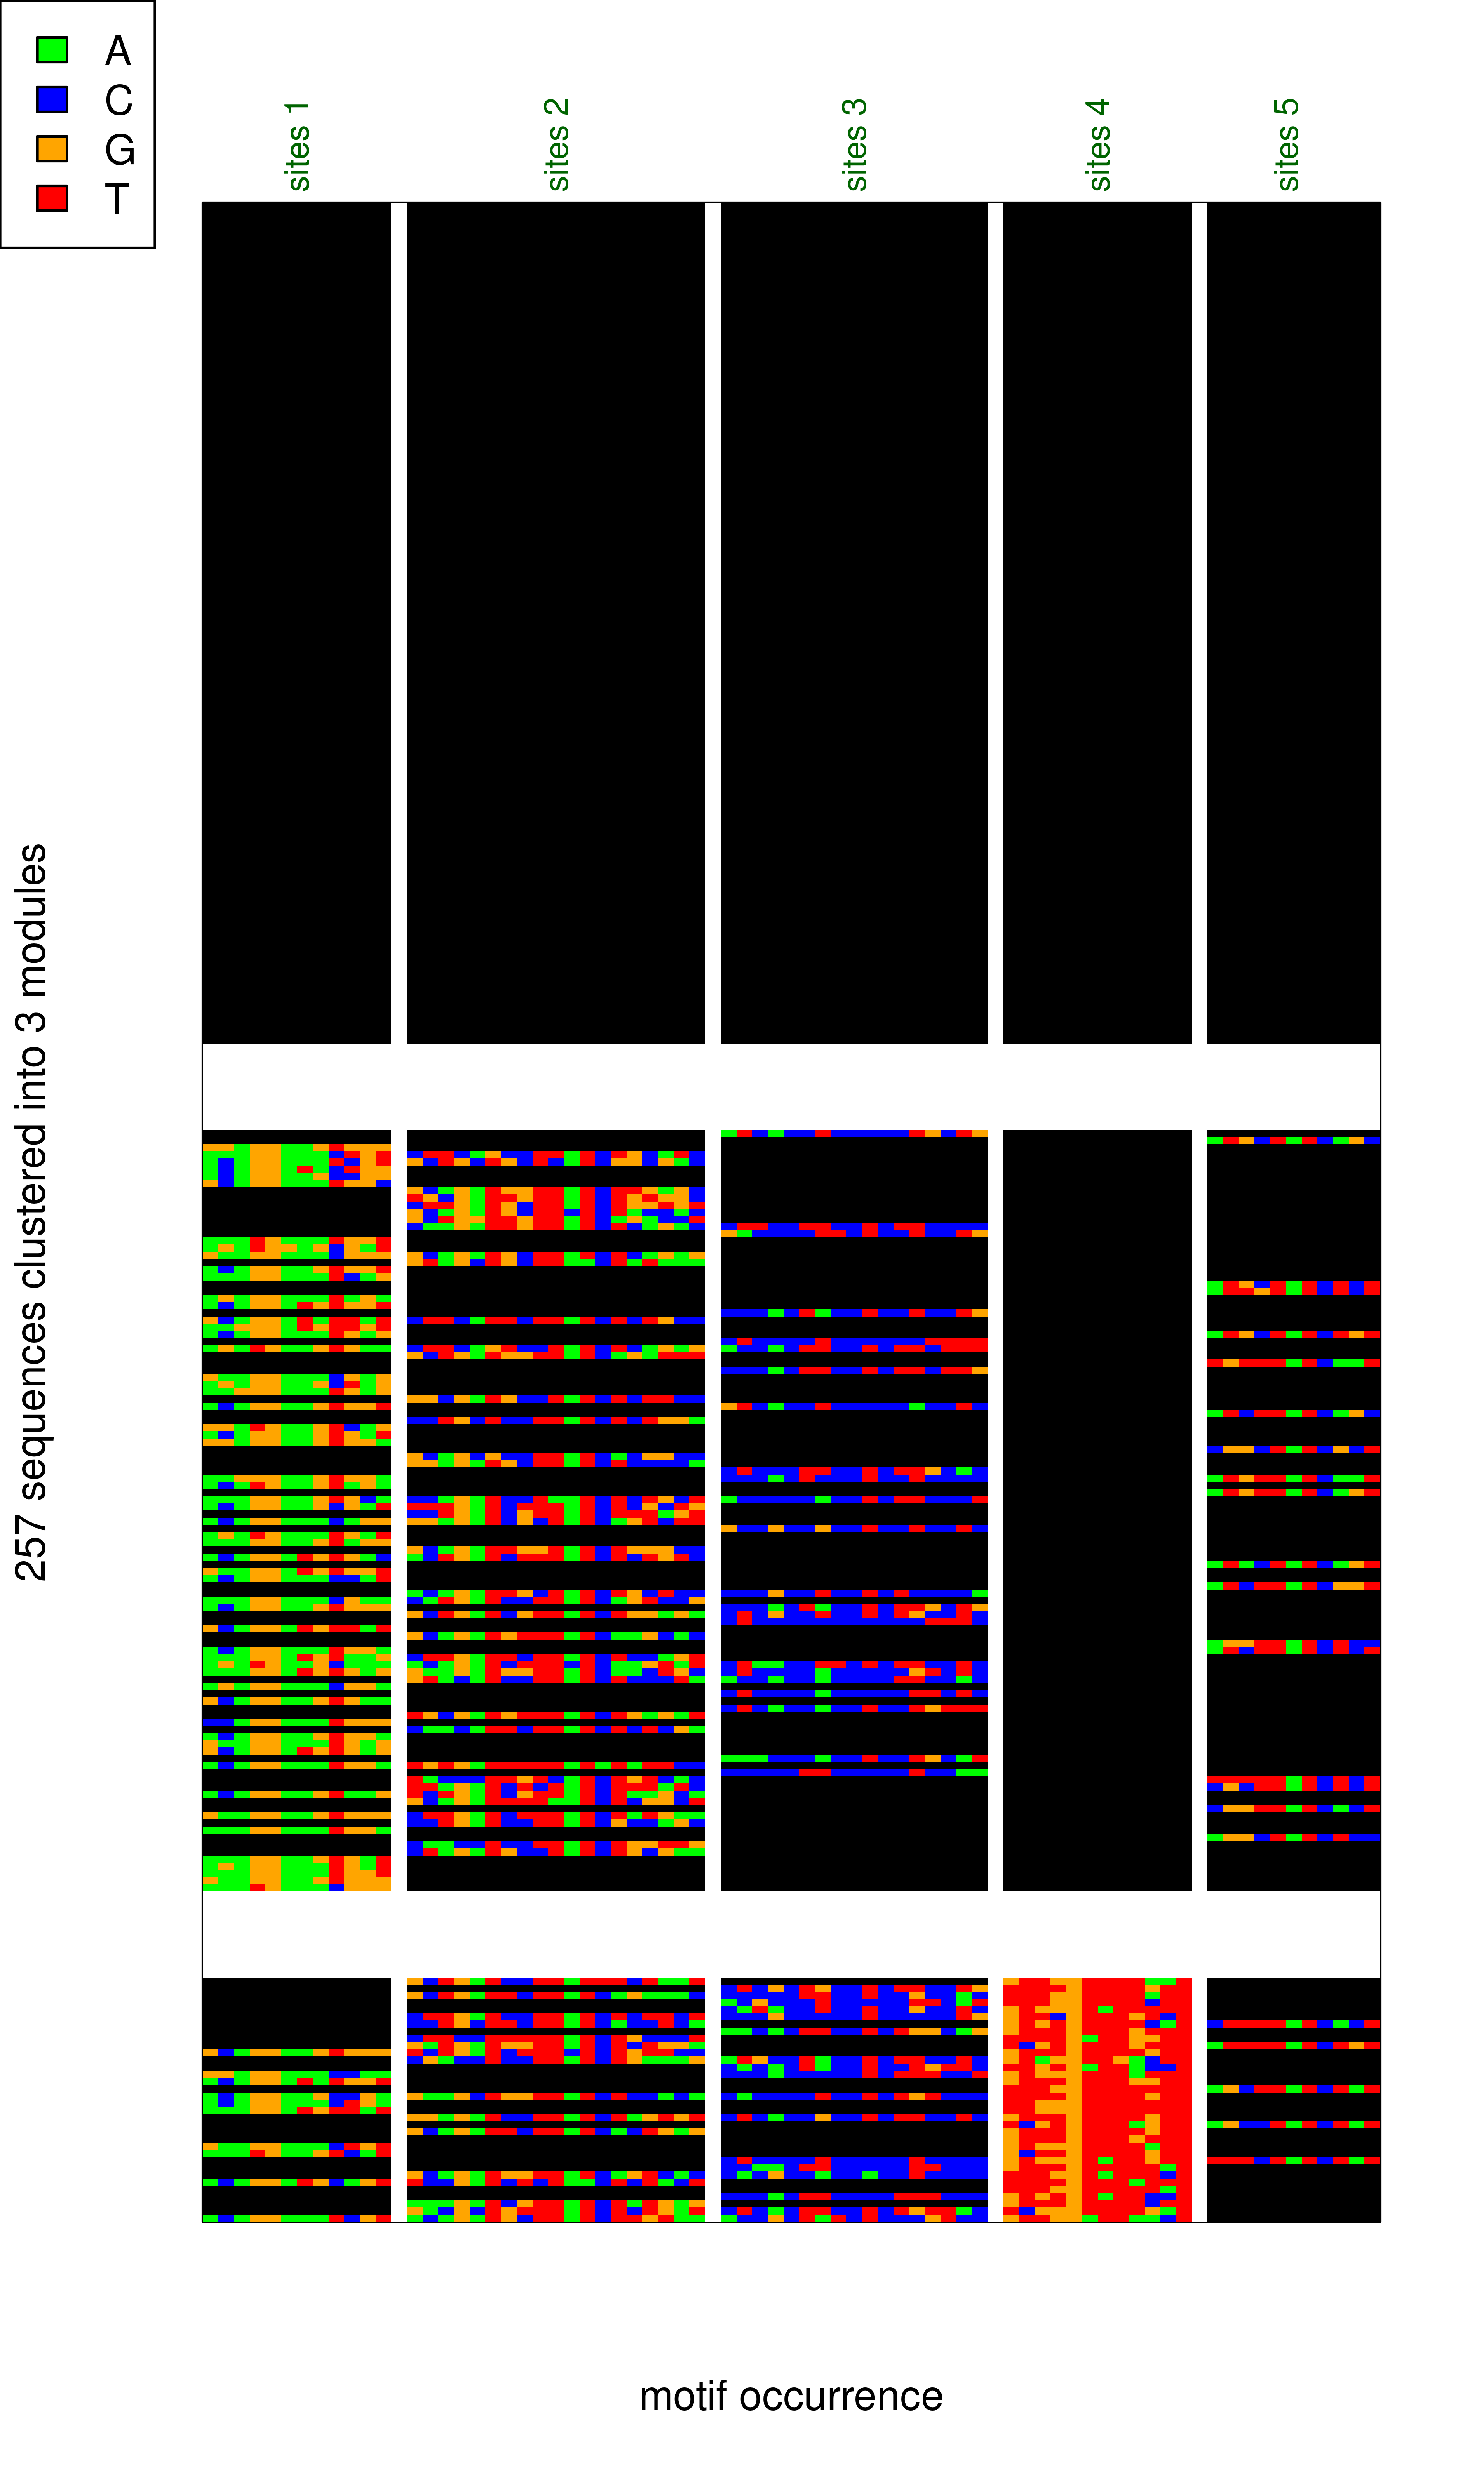 A
C
G
T
sites 1
sites 2
sites 3
sites 4
sites 5
257 sequences clustered into 3 modules
motif occurrence